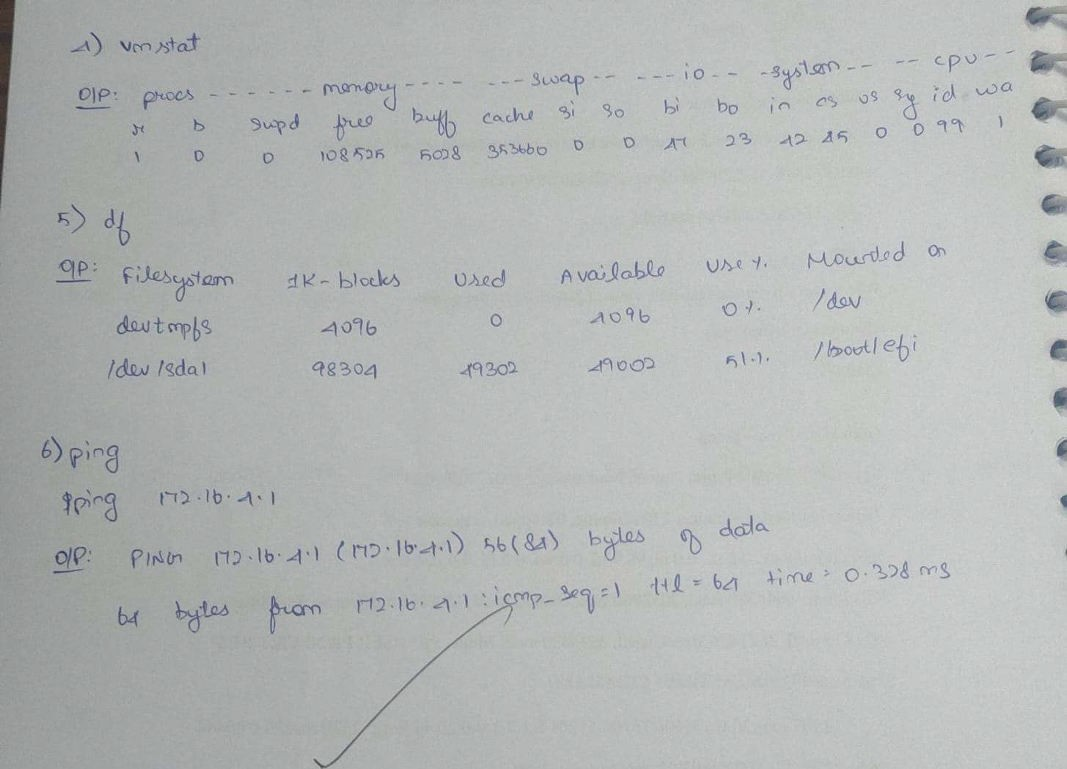 4) vmstat
O/P: procs ------ memory ---- --- swap -- --- io -- - system -- -- cpu --
r b swpd free buff cache si so bi bo in cs us sy id wa
1 0 0 108525 5028 353660 0 0 47 23 42 45 0 0 99 1
5) df
O/P: Filesystem 1K-blocks Used Available Use% Mounted on
devtmpfs 4096 0 4096 0% /dev
/dev/sda1 98304 49302 49002 51% /boot/efi
6) ping
$ping 172.16.4.1
O/P: PING 172.16.4.1 (172.16.4.1) 56(84) bytes of data
64 bytes from 172.16.4.1 : icmp_seq=1 ttl=64 time=0.328 ms